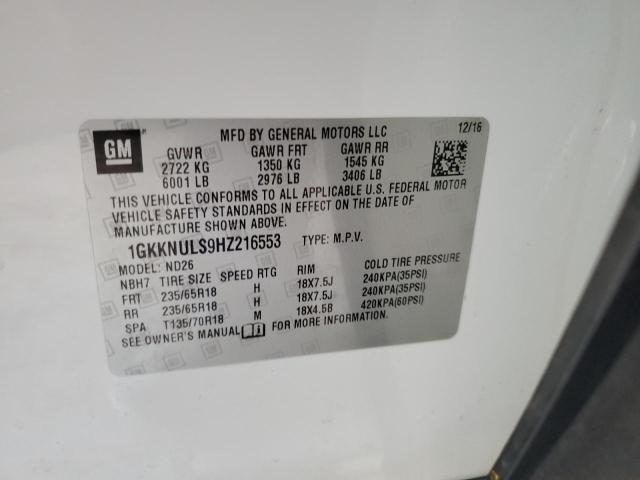 GM
MFD BY GENERAL MOTORS LLC 12/16
GVWR GAWR FRT GAWR RR
2722 KG 1350 KG 1545 KG
6001 LB 2976 LB 3406 LB
THIS VEHICLE CONFORMS TO ALL APPLICABLE U.S. FEDERAL MOTOR
VEHICLE SAFETY STANDARDS IN EFFECT ON THE DATE OF
MANUFACTURE SHOWN ABOVE.
1GKKNULS9HZ216553 TYPE: M.P.V.
MODEL: ND26
NBH7 TIRE SIZE SPEED RTG RIM COLD TIRE PRESSURE
FRT 235/65R18 H 18X7.5J 240KPA(35PSI)
RR 235/65R18 H 18X7.5J 240KPA(35PSI)
SPA T135/70R18 M 18X4.5B 420KPA(60PSI)
SEE OWNER'S MANUAL FOR MORE INFORMATION.